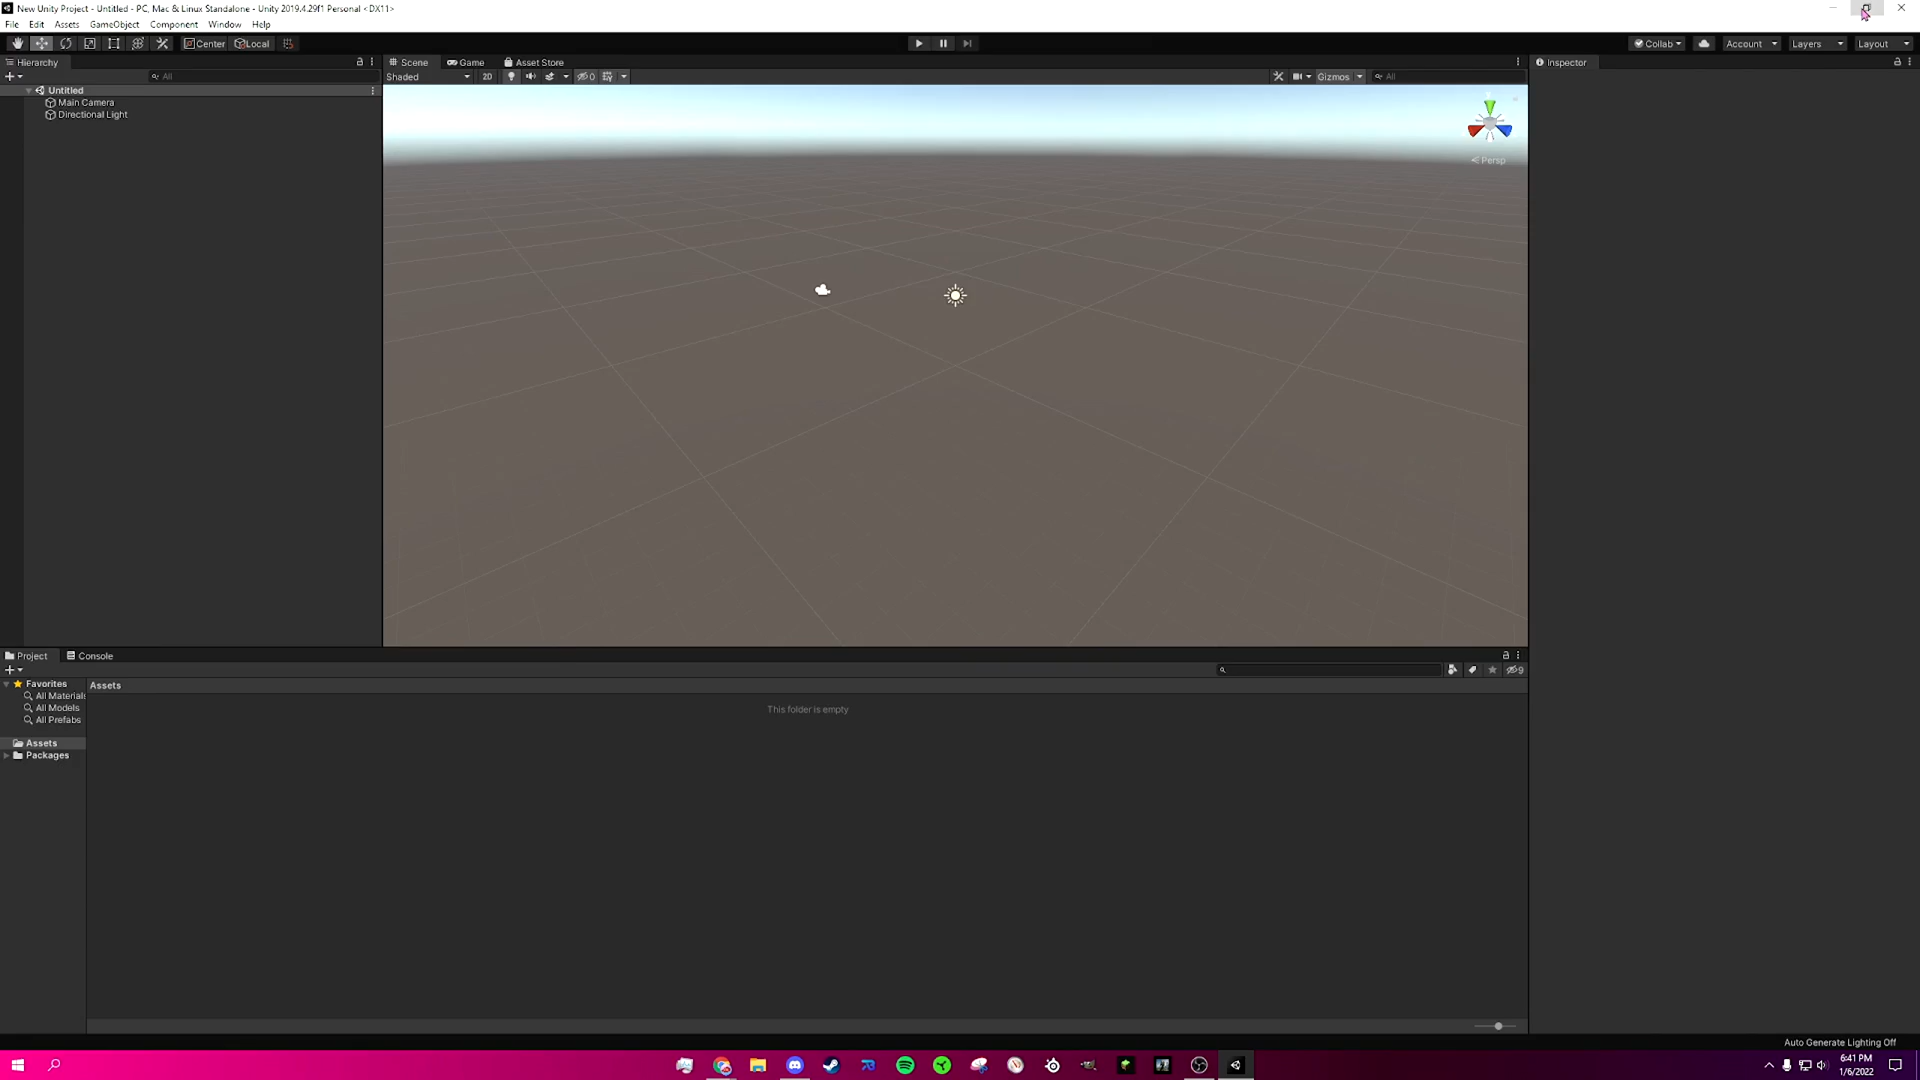 New Unity Project - Untitled - PC, Mac & Linux Standalone - Unity 2019.4.29f1 Personal <DX11>
File Edit Assets GameObject Component Window Help
Center Local Collab Account Layers Layout
Hierarchy Scene Game Asset Store Inspector
All Shaded 2D 0 Gizmos All
Untitled
Main Camera
Directional Light
Persp
Project Console
9
Favorites Assets
All Materials
All Models
All Prefabs
This folder is empty
Assets
Packages
Auto Generate Lighting Off
6:41 PM
1/6/2022